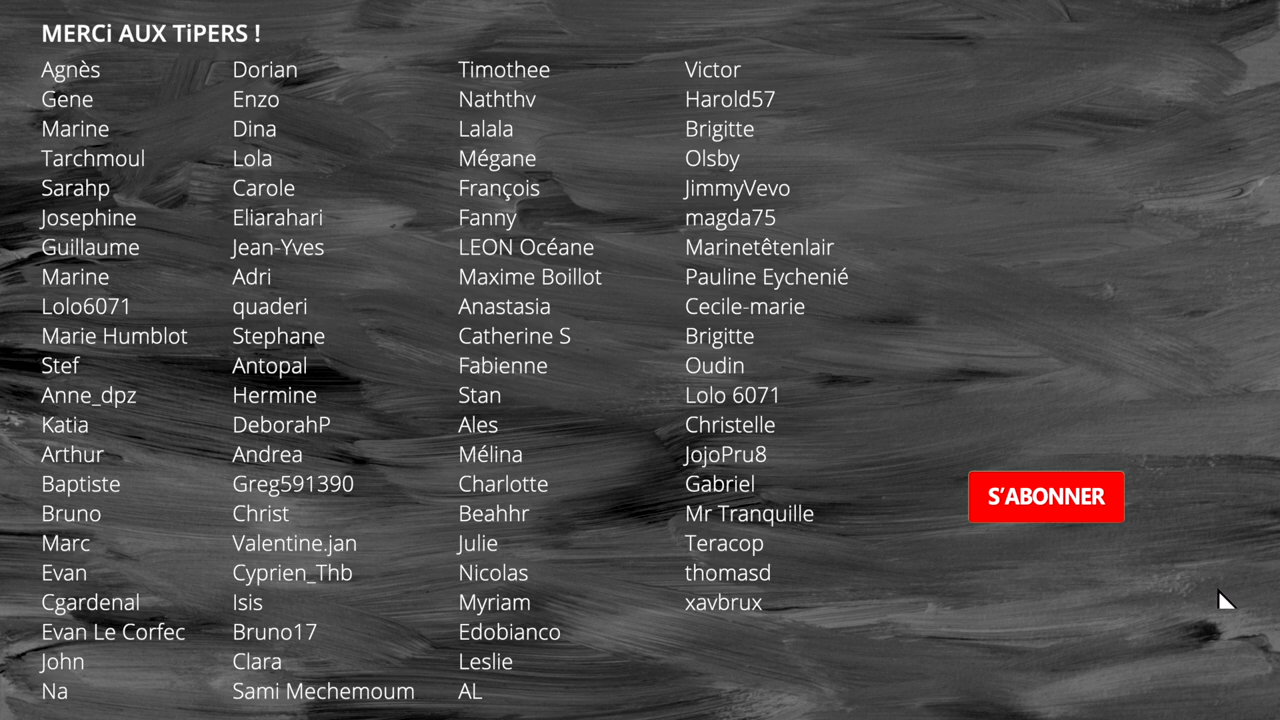 MERCi AUX TiPERS !
Agnès
Gene
Marine
Tarchmoul
Sarahp
Josephine
Guillaume
Marine
Lolo6071
Marie Humblot
Stef
Anne_dpz
Katia
Arthur
Baptiste
Bruno
Marc
Evan
Cgardenal
Evan Le Corfec
John
Na
Dorian
Enzo
Dina
Lola
Carole
Eliarahari
Jean-Yves
Adri
quaderi
Stephane
Antopal
Hermine
DeborahP
Andrea
Greg591390
Christ
Valentine.jan
Cyprien_Thb
Isis
Bruno17
Clara
Sami Mechemoum
Timothee
Naththv
Lalala
Mégane
François
Fanny
LEON Océane
Maxime Boillot
Anastasia
Catherine S
Fabienne
Stan
Ales
Mélina
Charlotte
Beahhr
Julie
Nicolas
Myriam
Edobianco
Leslie
AL
Victor
Harold57
Brigitte
Olsby
JimmyVevo
magda75
Marinetêtenlair
Pauline Eychenié
Cecile-marie
Brigitte
Oudin
Lolo 6071
Christelle
JojoPru8
Gabriel
Mr Tranquille
Teracop
thomasd
xavbrux
S'ABONNER